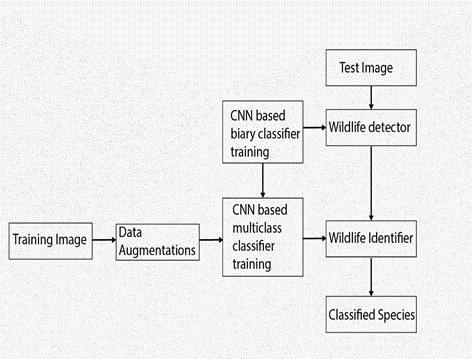 Test Image
CNN based
biary classifier
training
Wildlife detector
Training Image
Data
Augmentations
CNN based
multiclass
classifier
training
Wildlife Identifier
Classified Species